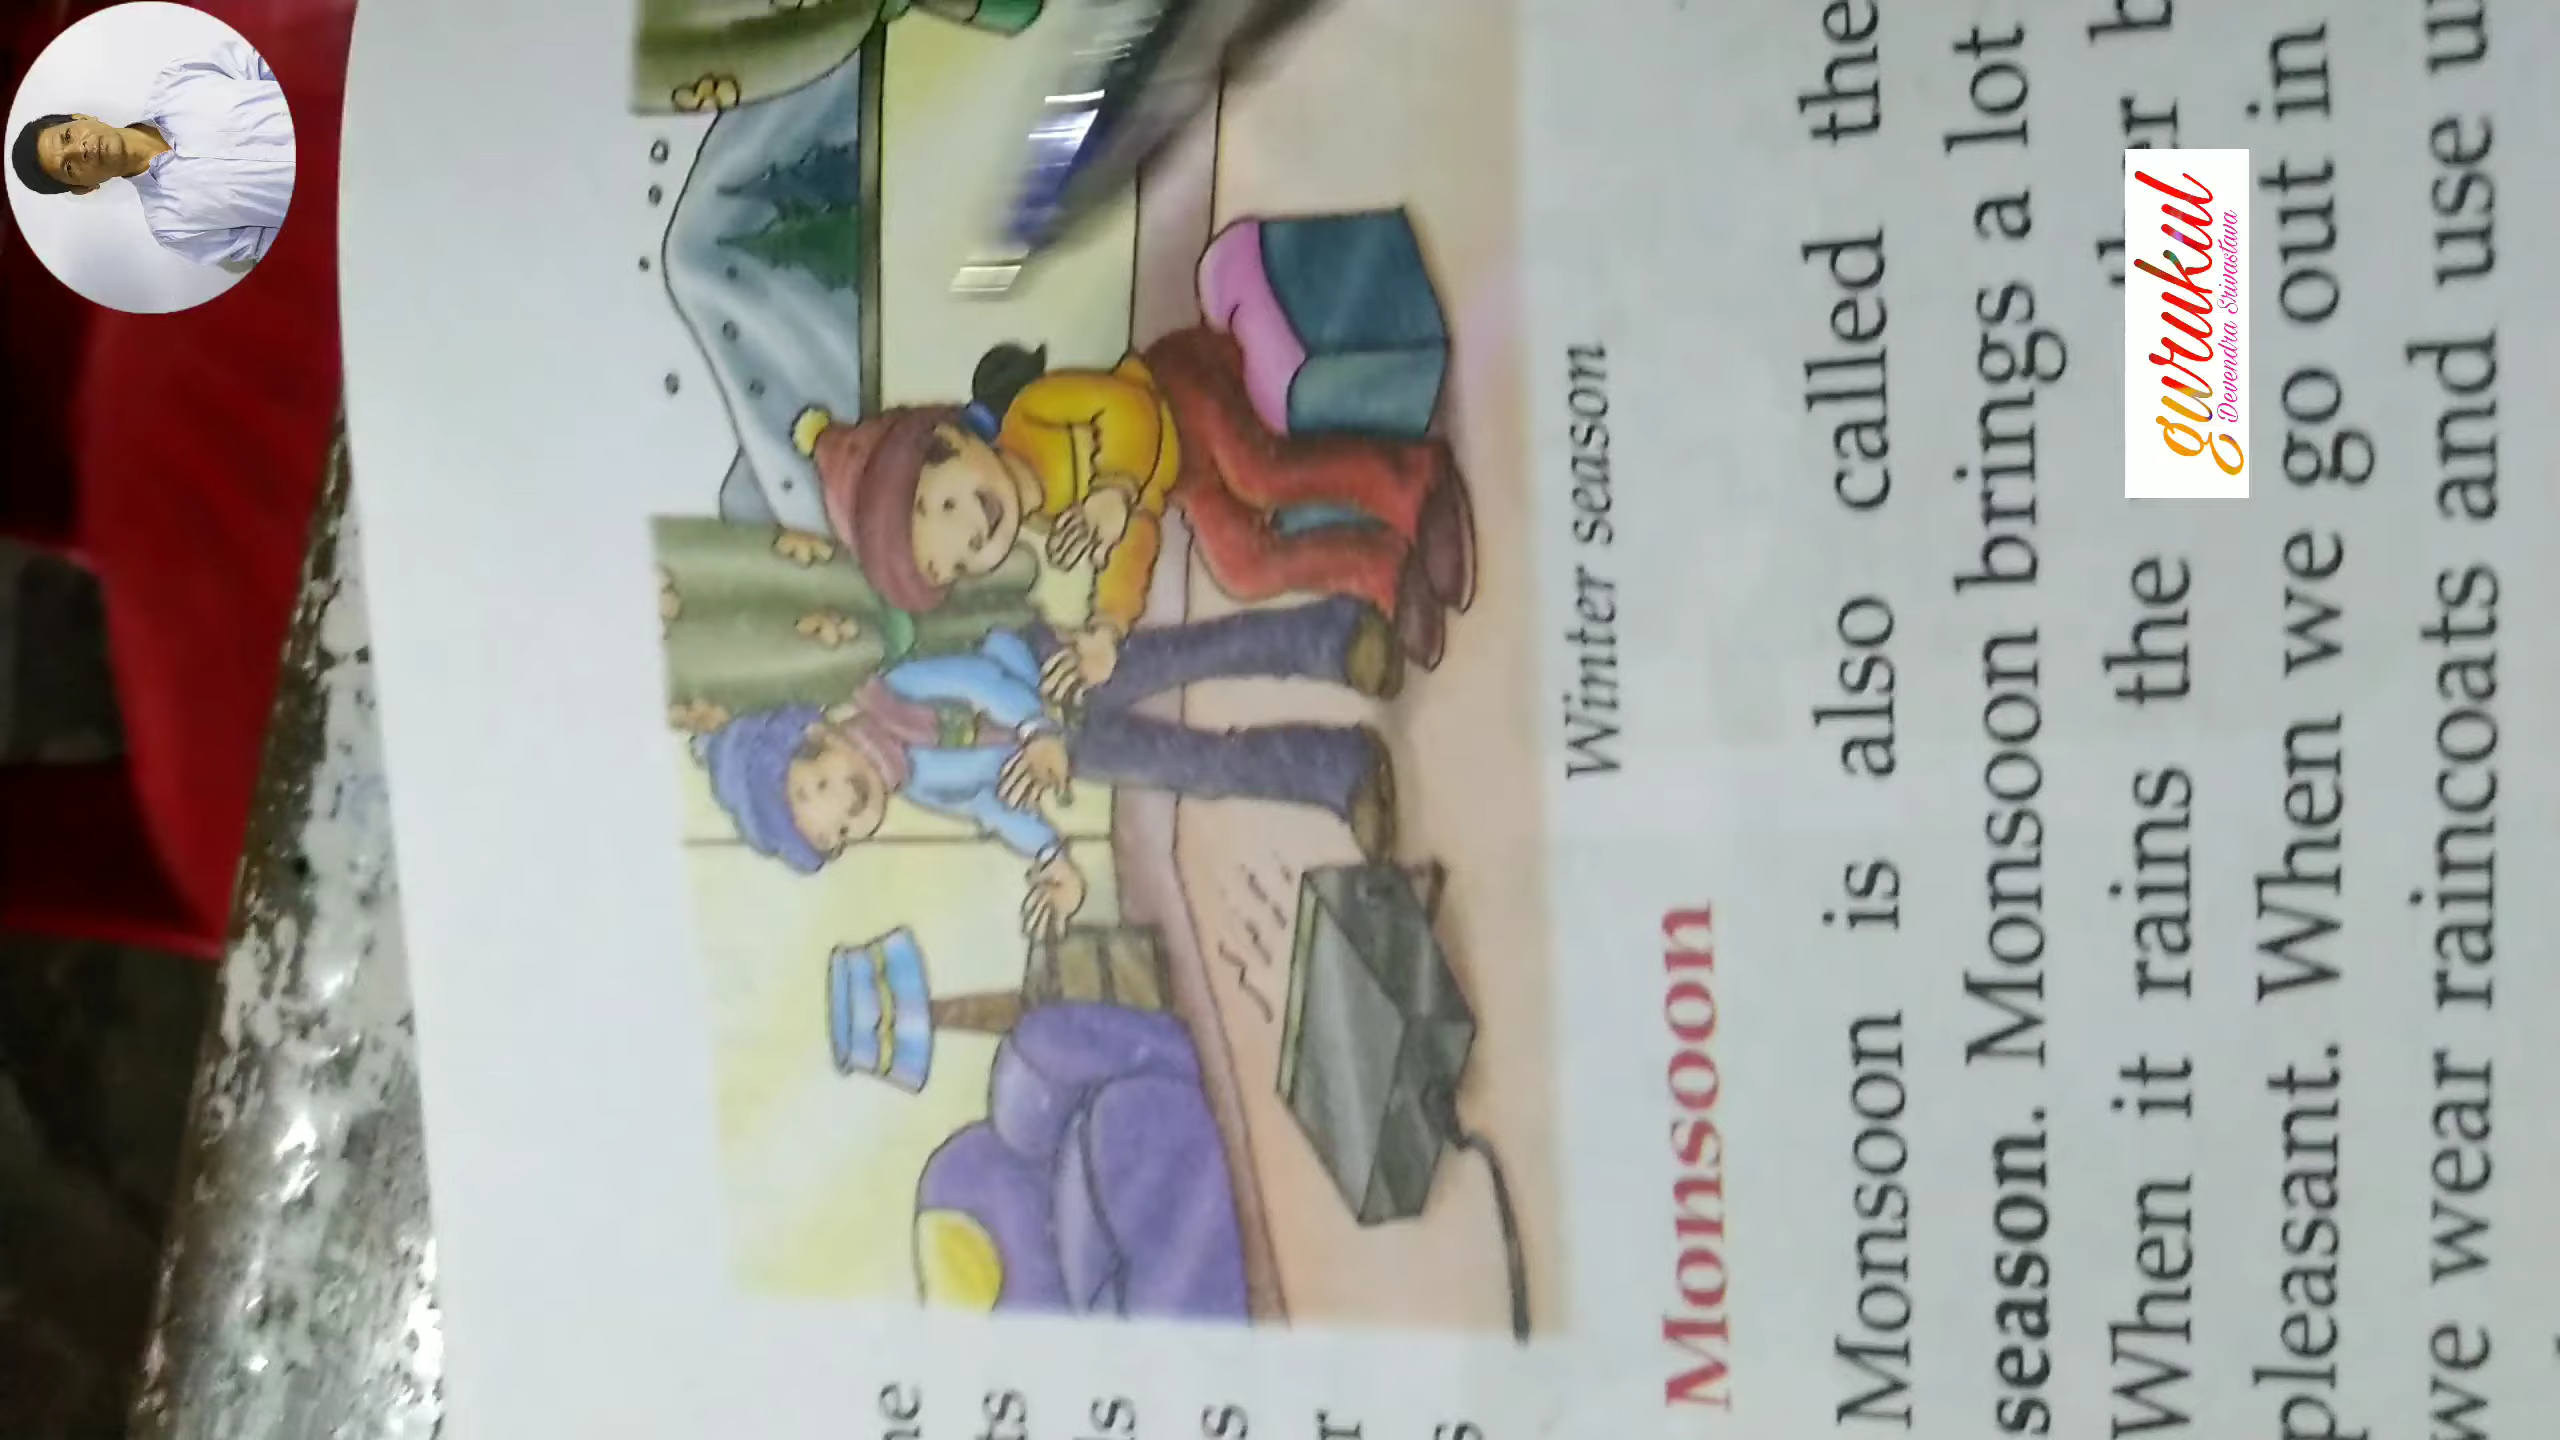 Winter season
Monsoon
Monsoon is also called the
season. Monsoon brings a lot
When it rains the
pleasant. When we go out in
we wear raincoats and use
gurukul
Devendra Srivastava